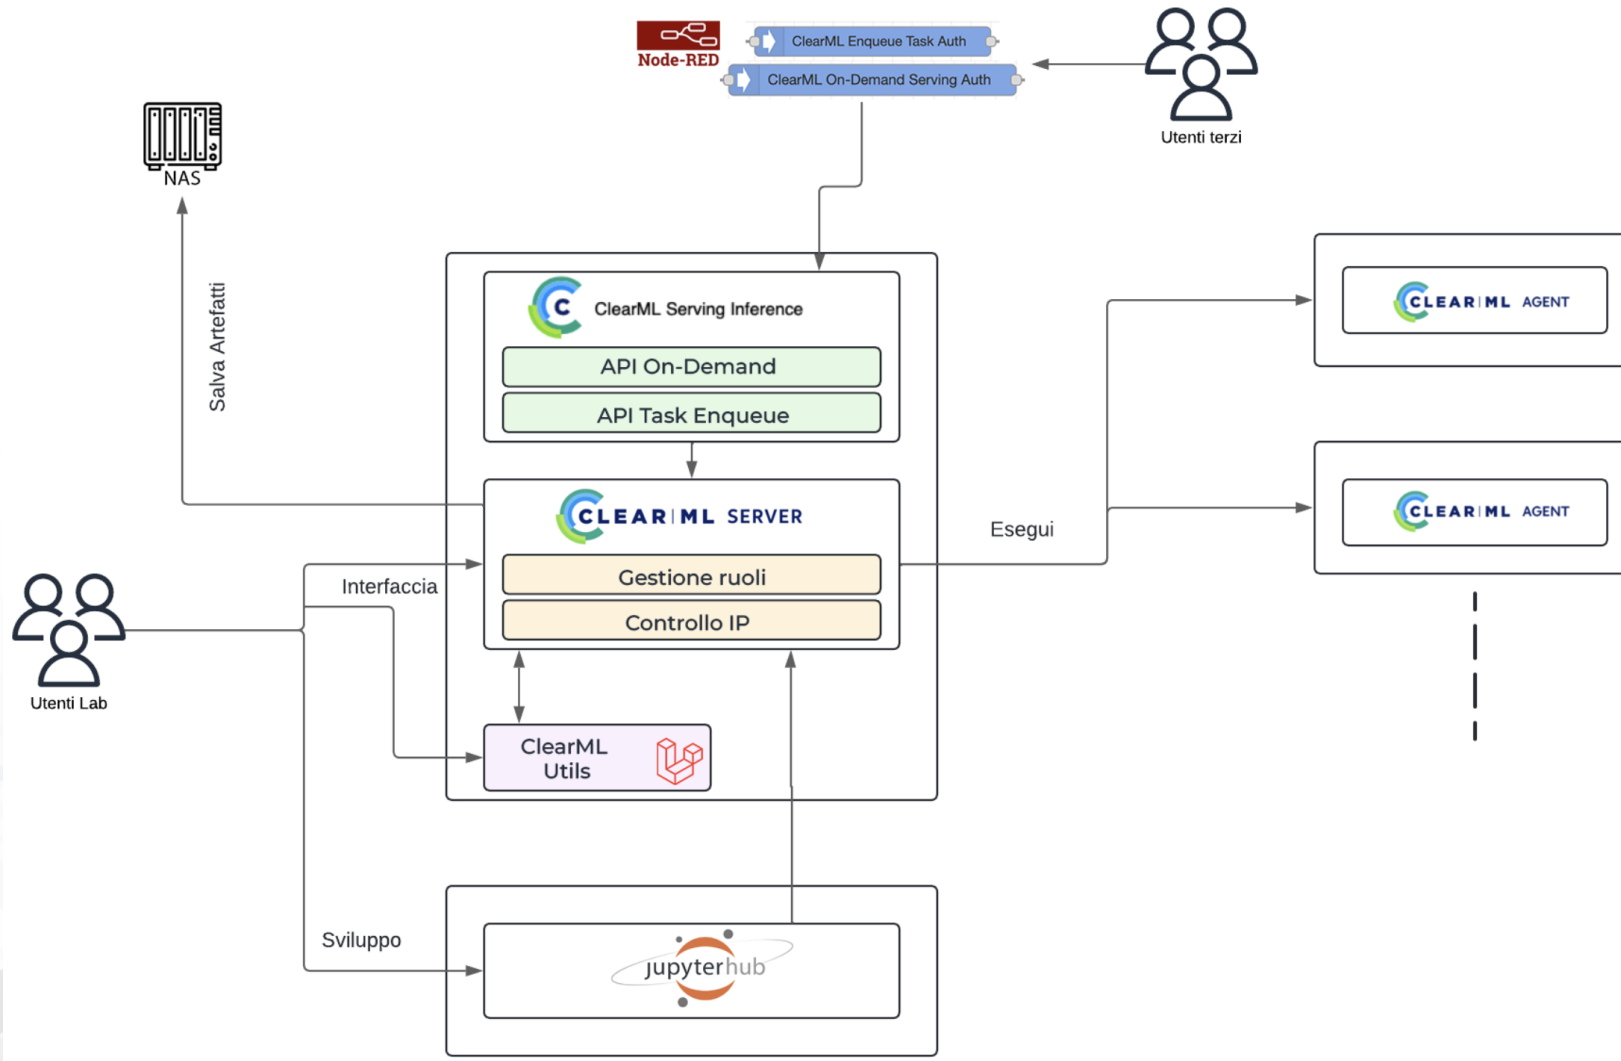 Node-RED
ClearML Enqueue Task Auth
ClearML On-Demand Serving Auth
Utenti terzi
NAS
Salva Artefatti
C
ClearML Serving Inference
API On-Demand
API Task Enqueue
CLEAR|ML SERVER
Gestione ruoli
Controllo IP
Esegui
CLEAR|ML AGENT
CLEAR|ML AGENT
Interfaccia
Utenti Lab
ClearML
Utils
Sviluppo
jupyterhub